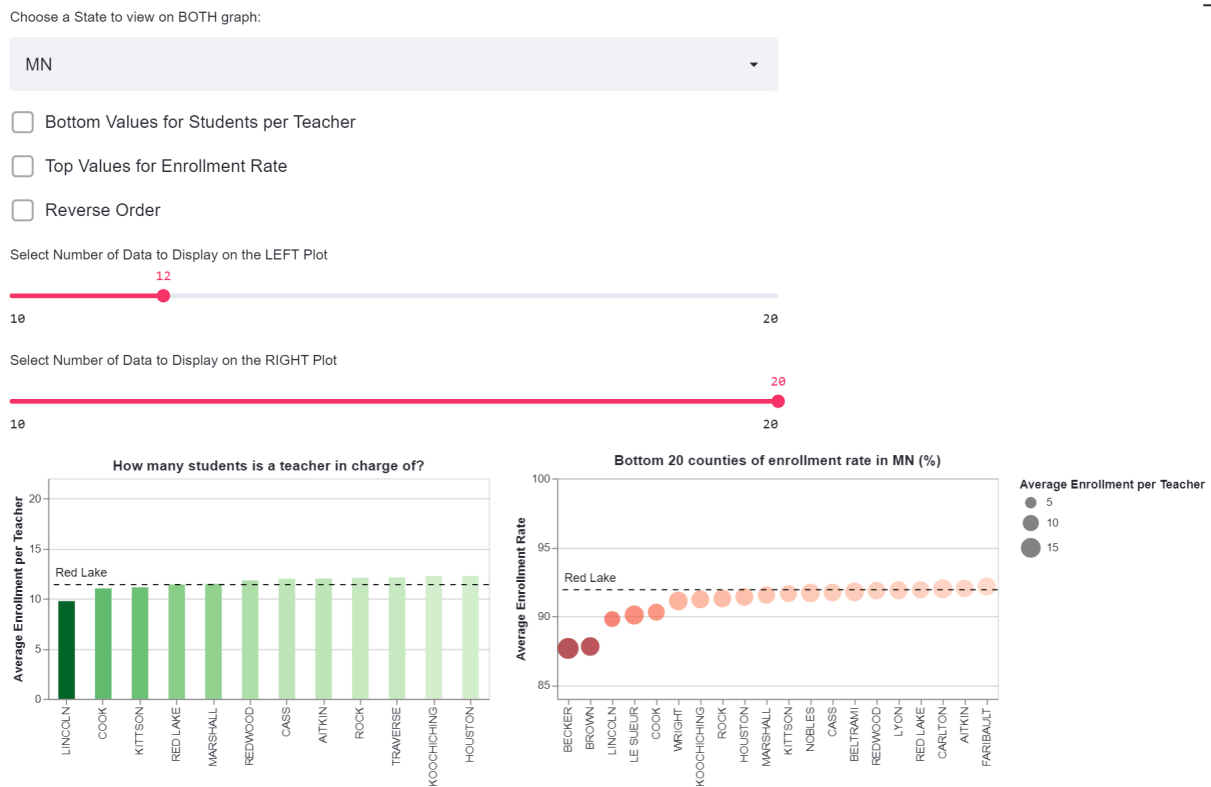 Choose a State to view on BOTH graph:
MN
Bottom Values for Students per Teacher
Top Values for Enrollment Rate
Reverse Order
Select Number of Data to Display on the LEFT Plot
12
10 20
Select Number of Data to Display on the RIGHT Plot
20
10 20
How many students is a teacher in charge of?
Average Enrollment per Teacher
20
15
10
5
0
Red Lake
LINCOLN
COOK
KITTSON
RED LAKE
MARSHALL
REDWOOD
CASS
AITKIN
ROCK
TRAVERSE
KOOCHICHING
HOUSTON
Bottom 20 counties of enrollment rate in MN (%)
Average Enrollment Rate
100
95
90
85
Red Lake
BECKER
BROWN
LINCOLN
LE SUEUR
COOK
WRIGHT
KOOCHICHING
ROCK
HOUSTON
MARSHALL
KITTSON
NOBLES
CASS
BELTRAMI
REDWOOD
LYON
RED LAKE
CARLTON
AITKIN
FARIBAULT
Average Enrollment per Teacher
5
10
15